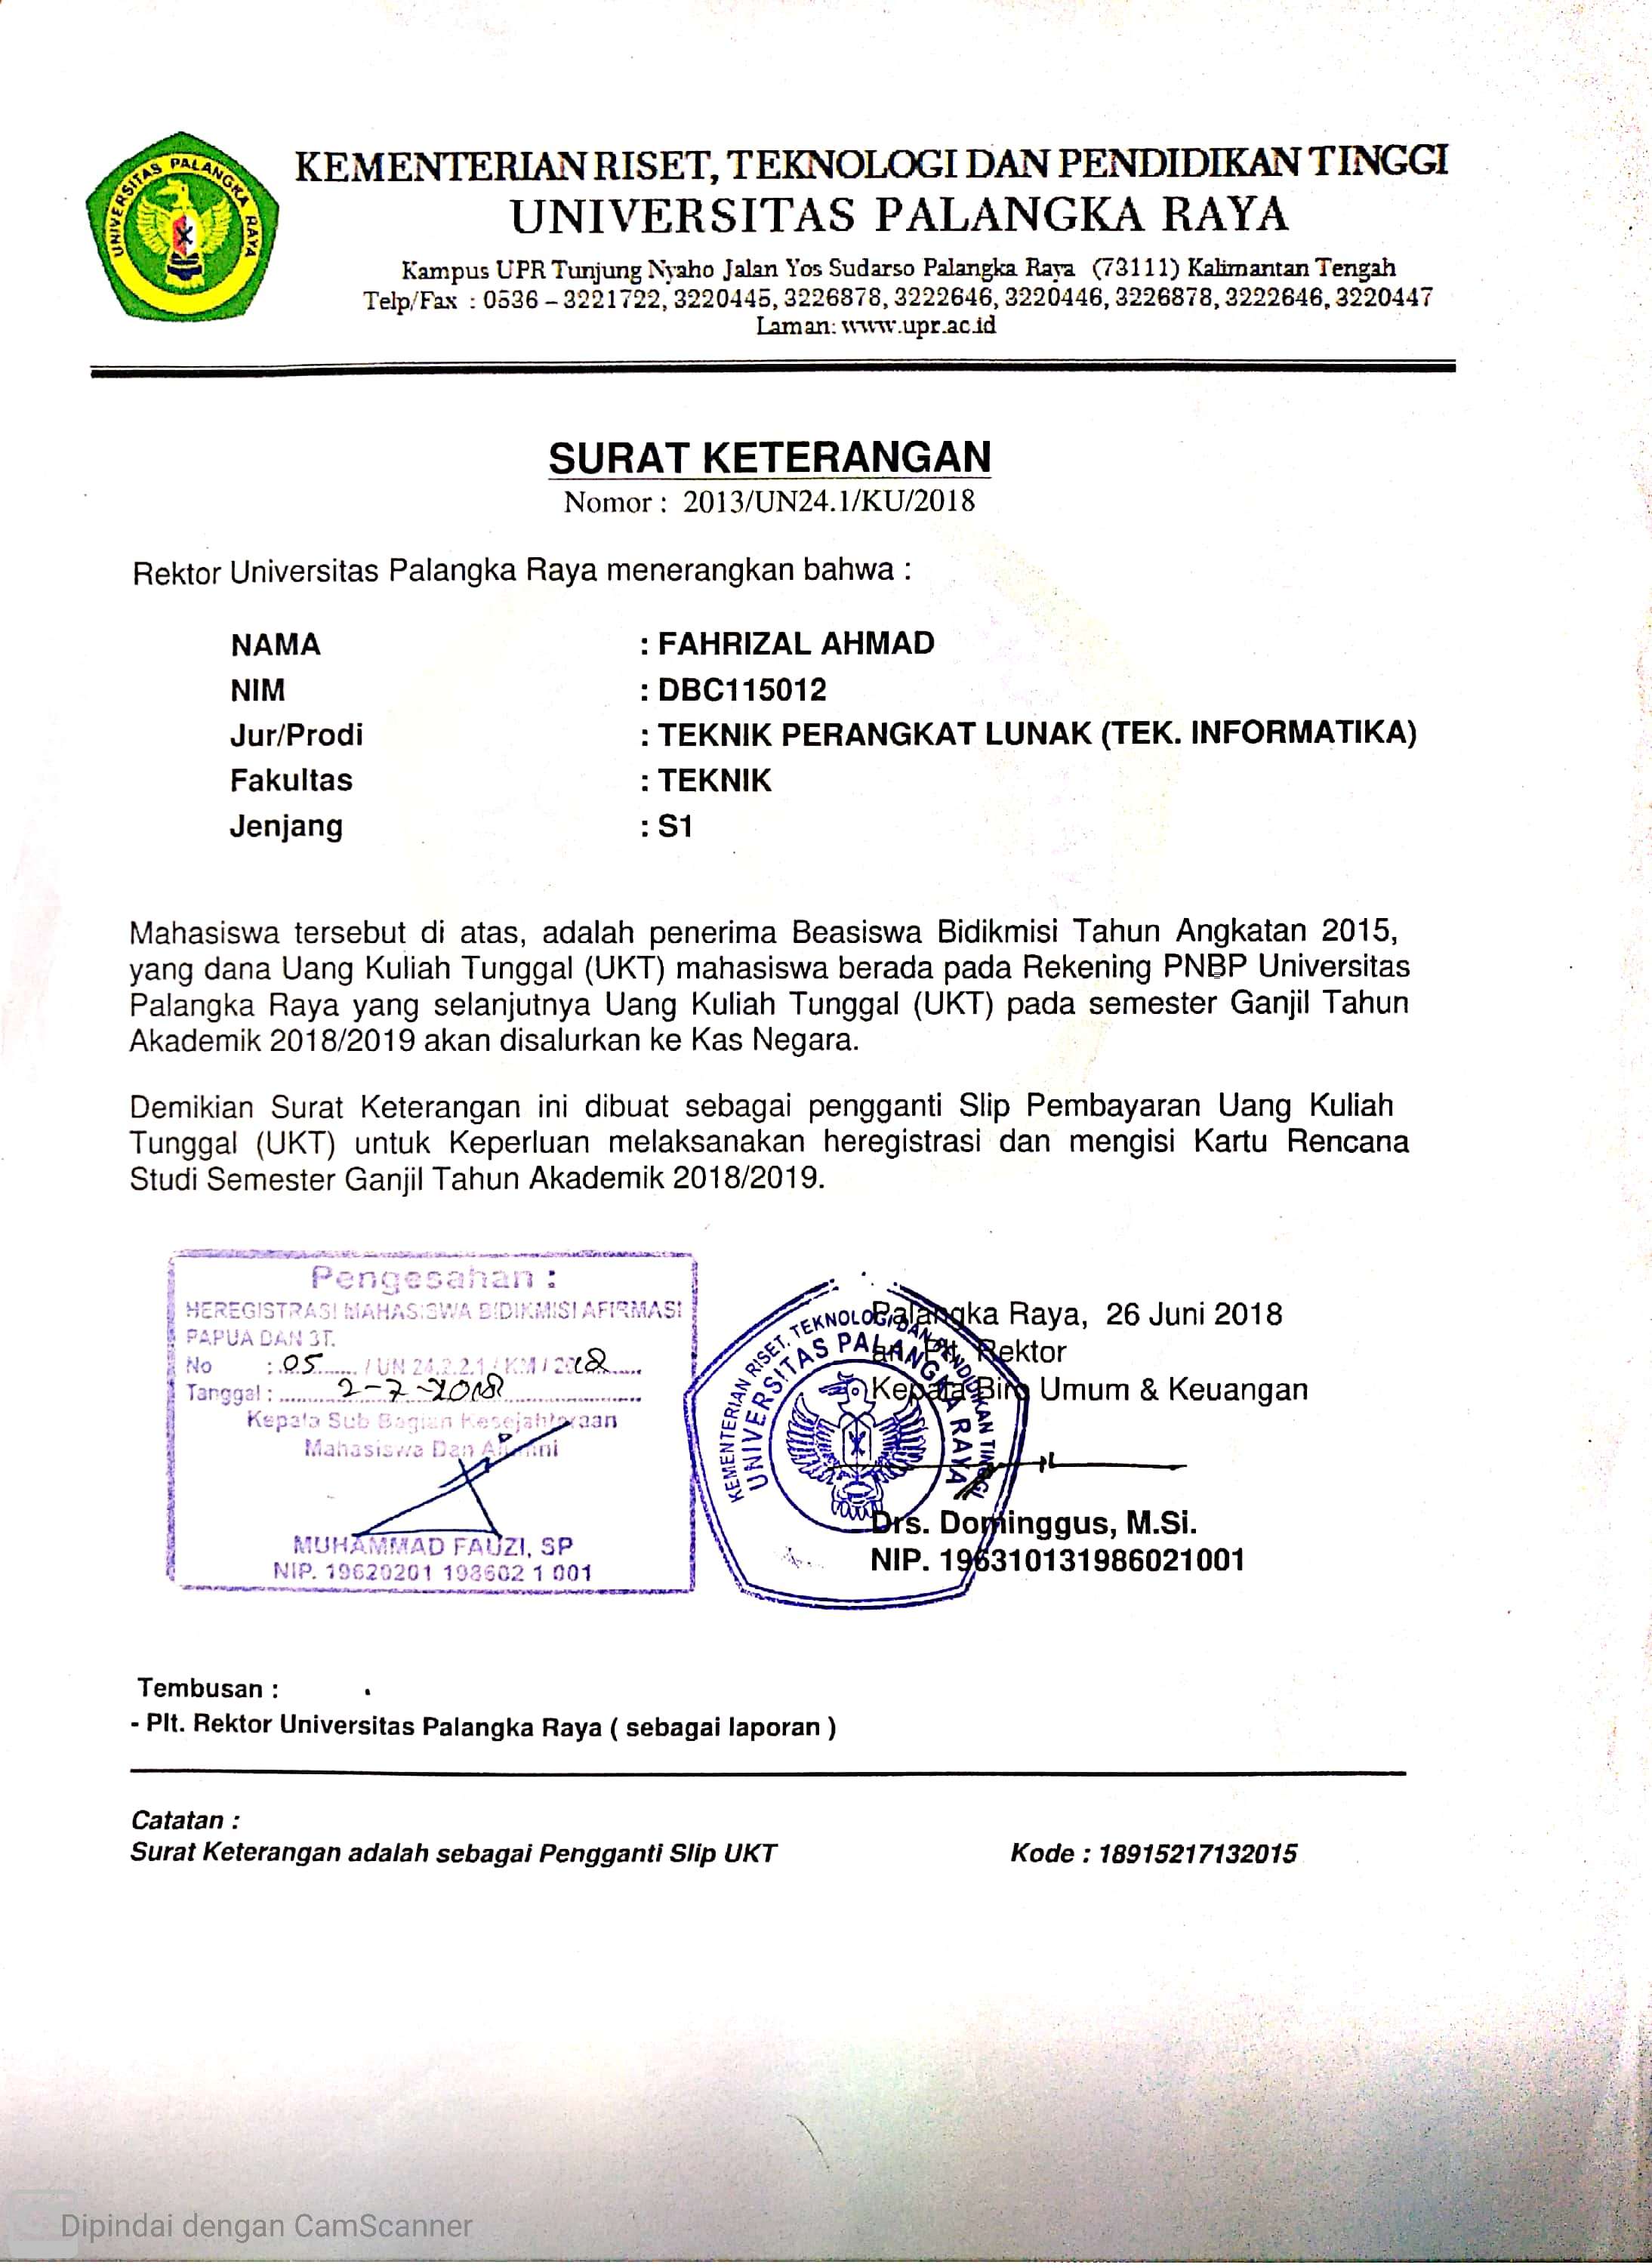 UNIVERSITAS PALANGKA RAYA
KEMENTERIAN RISET, TEKNOLOGI DAN PENDIDIKAN TINGGI
UNIVERSITAS PALANGKA RAYA
Kampus UPR Tunjung Nyaho Jalan Yos Sudarso Palangka Raya (73111) Kalimantan Tengah
Telp/Fax : 0536 – 3221722, 3220445, 3226878, 3222646, 3220446, 3226878, 3222646, 3220447
Laman: www.upr.ac.id
SURAT KETERANGAN
Nomor : 2013/UN24.1/KU/2018
Rektor Universitas Palangka Raya menerangkan bahwa :
NAMA : FAHRIZAL AHMAD
NIM : DBC115012
Jur/Prodi : TEKNIK PERANGKAT LUNAK (TEK. INFORMATIKA)
Fakultas : TEKNIK
Jenjang : S1
Mahasiswa tersebut di atas, adalah penerima Beasiswa Bidikmisi Tahun Angkatan 2015,
yang dana Uang Kuliah Tunggal (UKT) mahasiswa berada pada Rekening PNBP Universitas
Palangka Raya yang selanjutnya Uang Kuliah Tunggal (UKT) pada semester Ganjil Tahun
Akademik 2018/2019 akan disalurkan ke Kas Negara.
Demikian Surat Keterangan ini dibuat sebagai pengganti Slip Pembayaran Uang Kuliah
Tunggal (UKT) untuk Keperluan melaksanakan heregistrasi dan mengisi Kartu Rencana
Studi Semester Ganjil Tahun Akademik 2018/2019.
Pengesahan :
HEREGISTRASI MAHASISWA BIDIKMISI AFIRMASI
PAPUA DAN 3T.
No : 05 / UN 24.2.2.1 / KM / 2018
Tanggal : 2-7-2018
Kepala Sub Bagian Kesejahteraan
Mahasiswa Dan Alumni
MUHAMMAD FAUZI, SP
NIP. 19620201 198602 1 001
KEMENTERIAN RISET, TEKNOLOGI DAN PENDIDIKAN TINGGI
UNIVERSITAS PALANGKA RAYA
Palangka Raya, 26 Juni 2018
an. Plt. Rektor
Kepala Biro Umum & Keuangan
Drs. Dominggus, M.Si.
NIP. 196310131986021001
Tembusan :
- Plt. Rektor Universitas Palangka Raya ( sebagai laporan )
Catatan :
Surat Keterangan adalah sebagai Pengganti Slip UKT Kode : 18915217132015
Dipindai dengan CamScanner